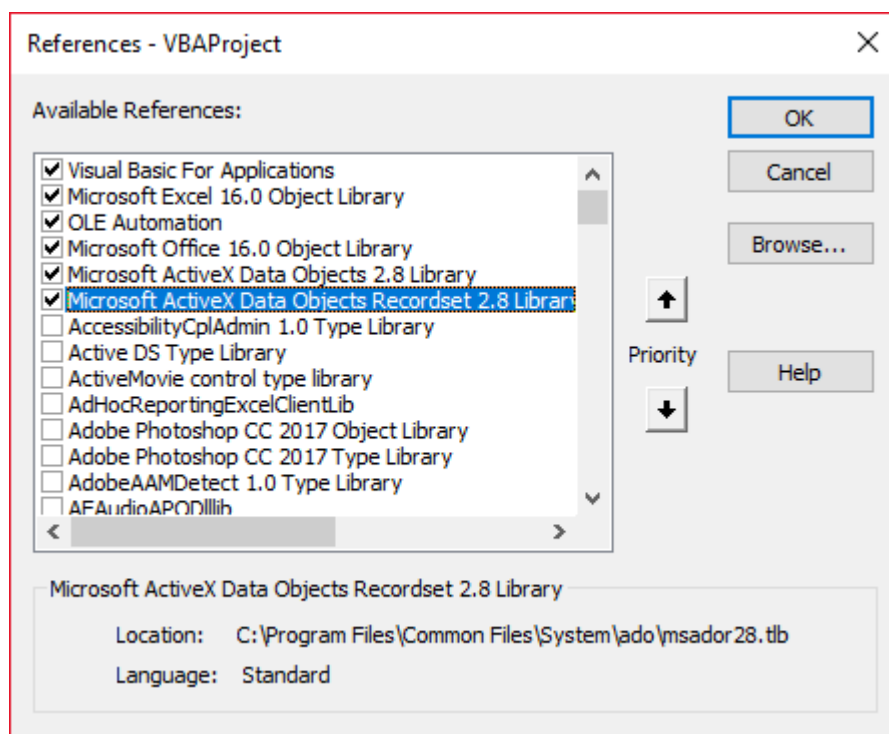 References - VBAProject
Available References:
OK
Visual Basic For Applications
Cancel
Microsoft Excel 16.0 Object Library
OLE Automation
Microsoft Office 16.0 Object Library
Browse...
Microsoft ActiveX Data Objects 2.8 Library
Microsoft ActiveX Data Objects Recordset 2.8 Library
AccessibilityCplAdmin 1.0 Type Library
Active DS Type Library
Priority
ActiveMovie control type library
Help
AdHocReportingExcelClientLib
Adobe Photoshop CC 2017 Object Library
Adobe Photoshop CC 2017 Type Library
AdobeAAMDetect 1.0 Type Library
AEAudioAPODlllib
Microsoft ActiveX Data Objects Recordset 2.8 Library
Location: C:\Program Files\Common Files\System\ado\msador28.tlb
Language: Standard